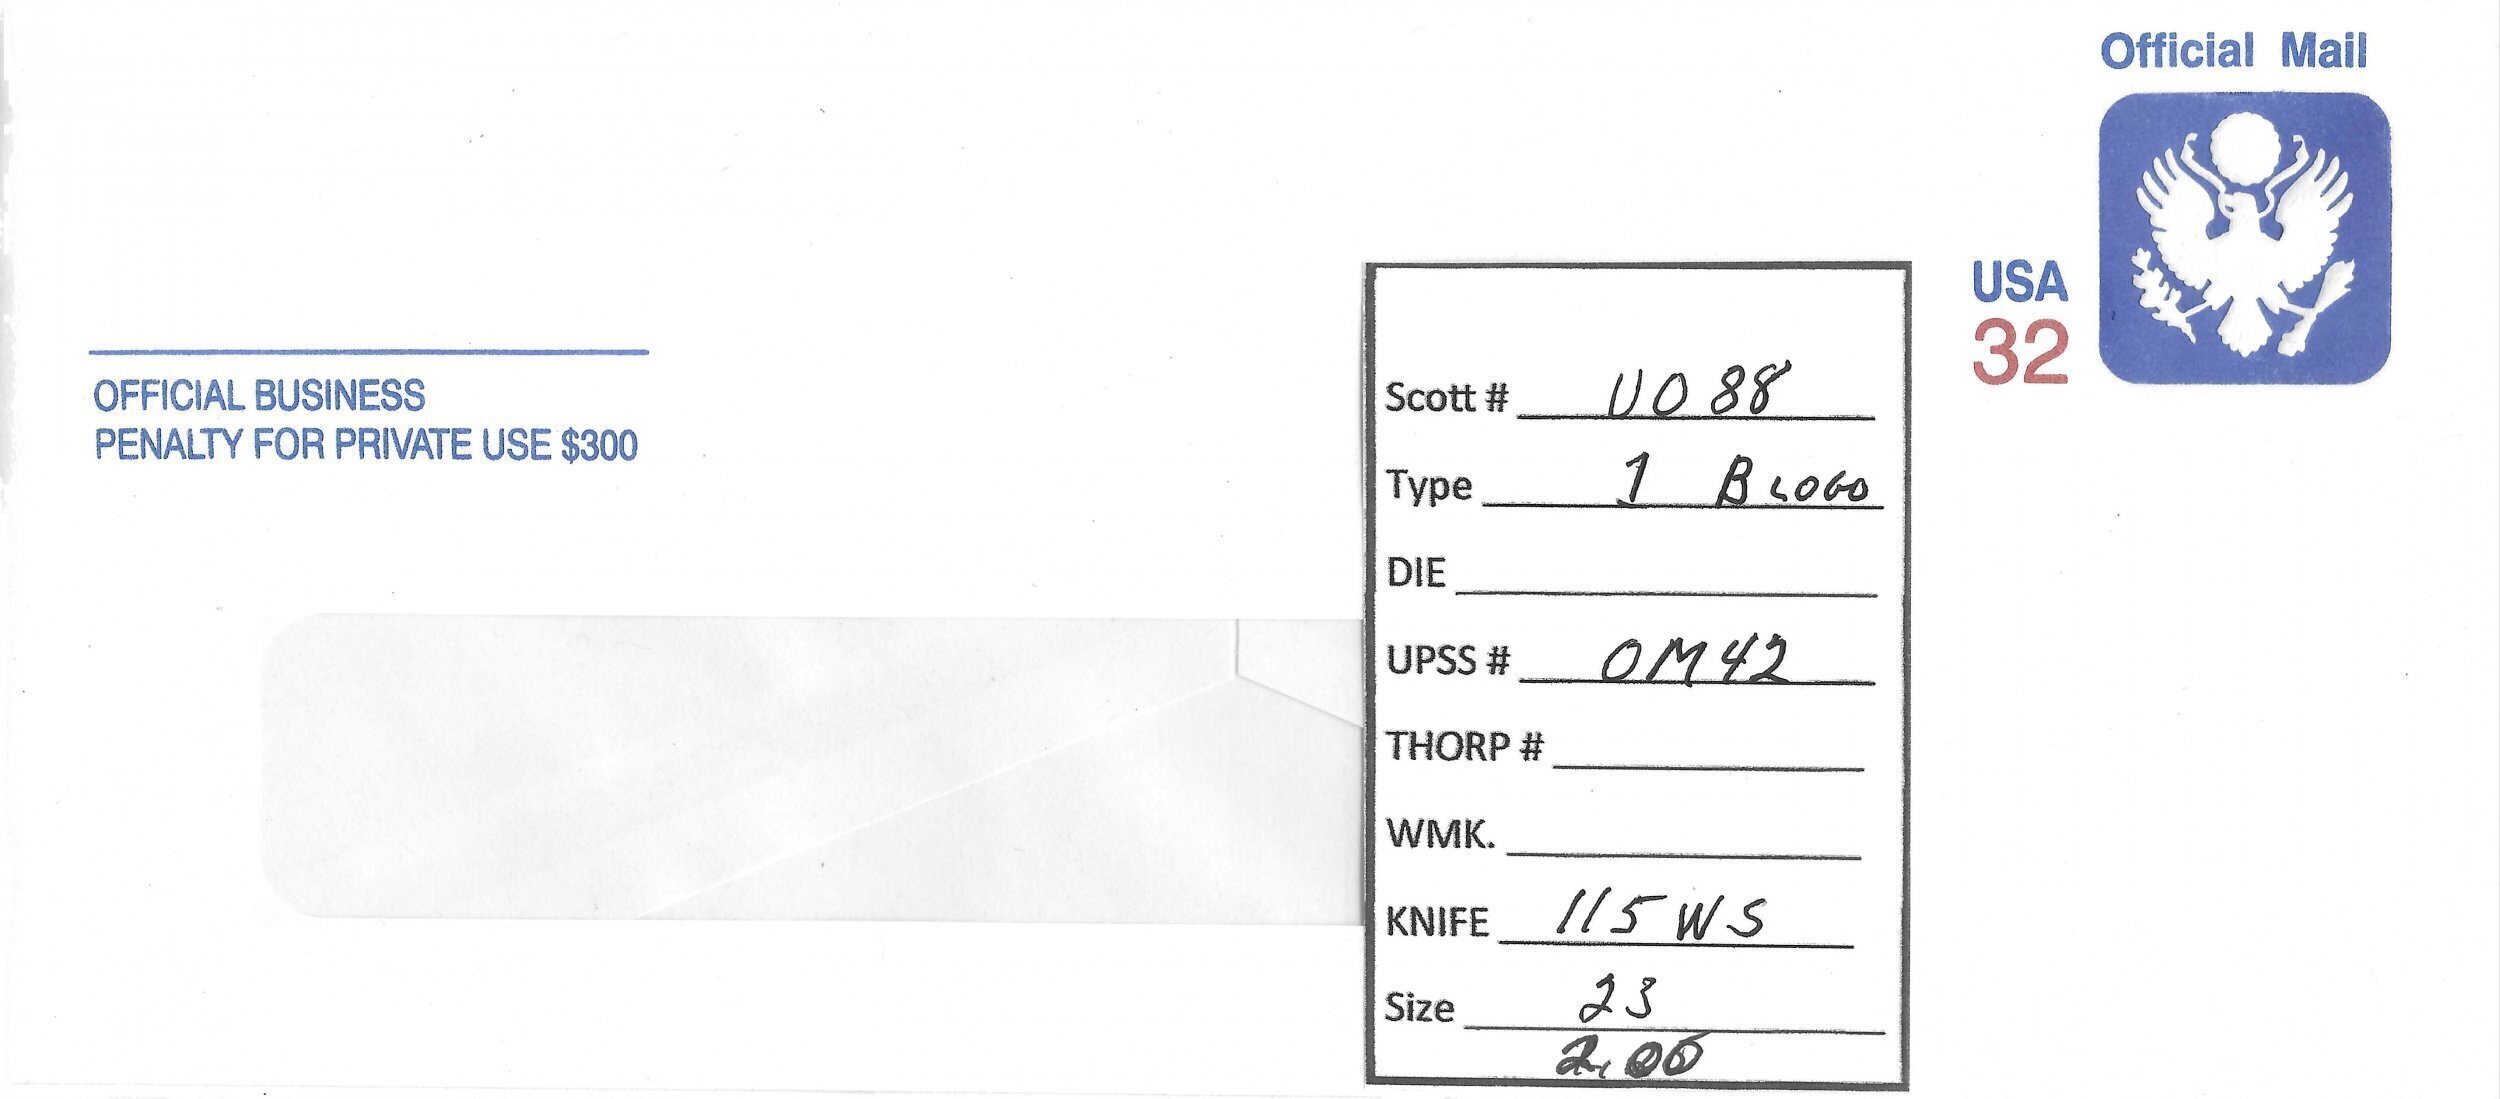 Official Mail
USA
32
OFFICIAL BUSINESS
PENALTY FOR PRIVATE USE $300
Scott # UO 88
Type 1 B LOGO
DIE
UPSS # OM42
THORP #
WMK.
KNIFE 115 WS
Size 23
2.00